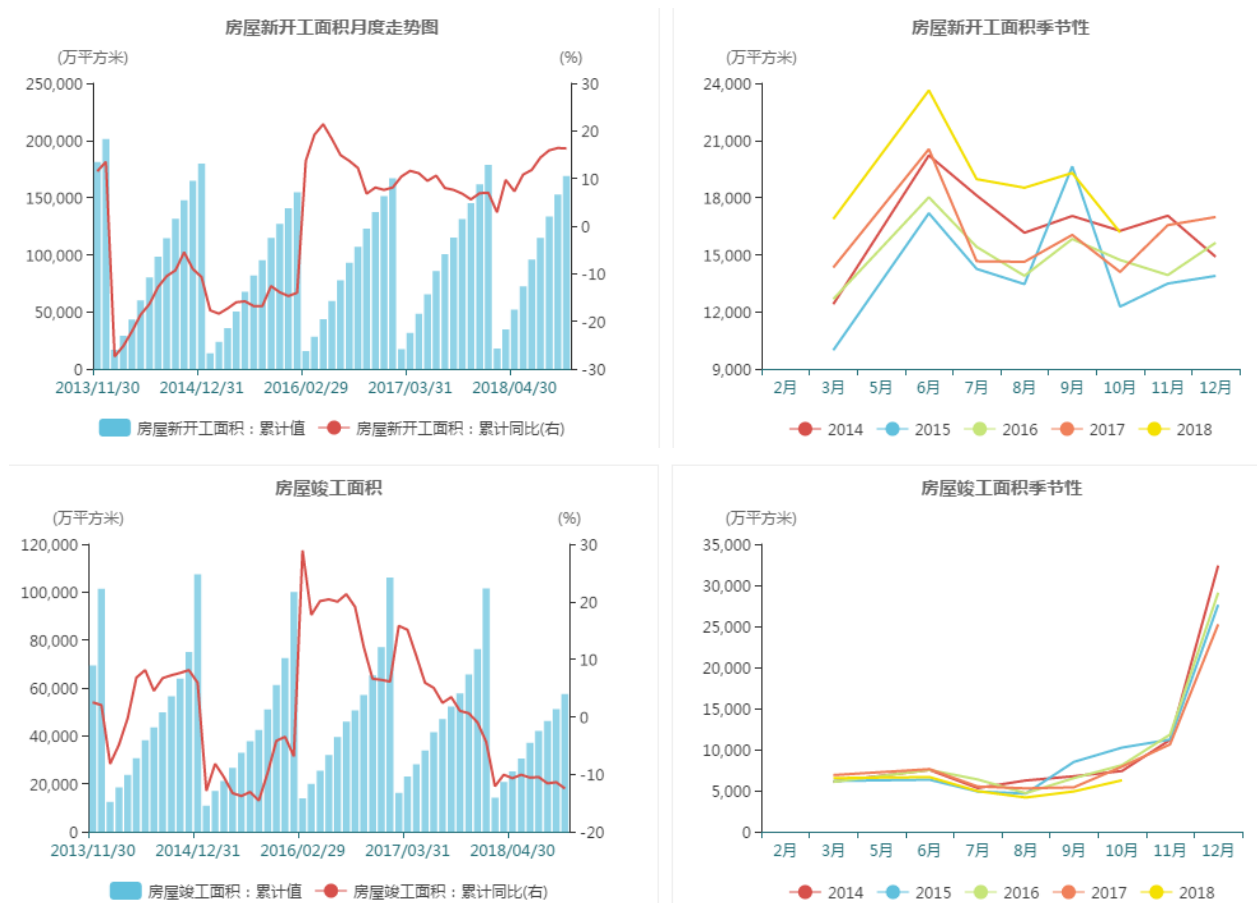 房屋新开工面积月度走势图
(万平方米)
(%)
250,000
200,000
150,000
100,000
50,000
0
30
20
10
0
-10
-20
-30
2013/11/30 2014/12/31 2016/02/29 2017/03/31 2018/04/30
房屋新开工面积：累计值 房屋新开工面积：累计同比(右)
房屋新开工面积季节性
(万平方米)
24,000
21,000
18,000
15,000
12,000
9,000
2月 3月 5月 6月 7月 8月 9月 10月 11月 12月
2014 2015 2016 2017 2018
房屋竣工面积
(万平方米)
(%)
120,000
100,000
80,000
60,000
40,000
20,000
0
30
20
10
0
-10
-20
2013/11/30 2014/12/31 2016/02/29 2017/03/31 2018/04/30
房屋竣工面积：累计值 房屋竣工面积：累计同比(右)
房屋竣工面积季节性
(万平方米)
35,000
30,000
25,000
20,000
15,000
10,000
5,000
0
2月 3月 5月 6月 7月 8月 9月 10月 11月 12月
2014 2015 2016 2017 2018